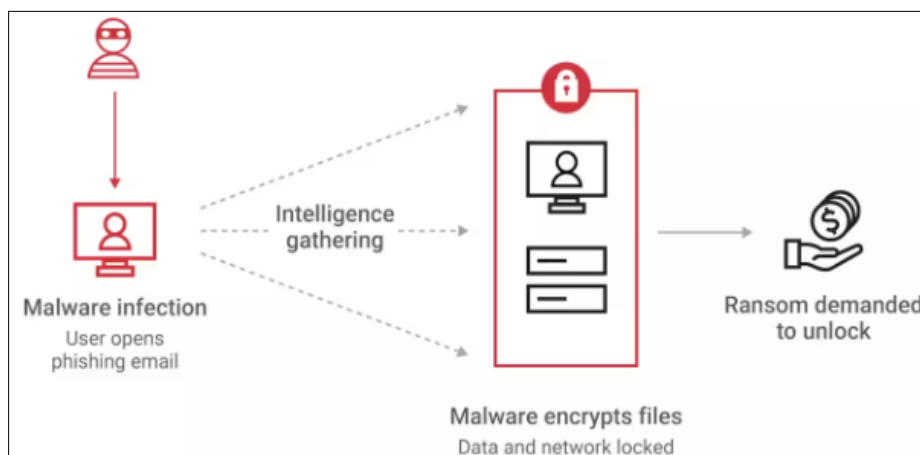 Intelligence
gathering
Malware infection
User opens
phishing email
Ransom demanded
to unlock
Malware encrypts files
Data and network locked